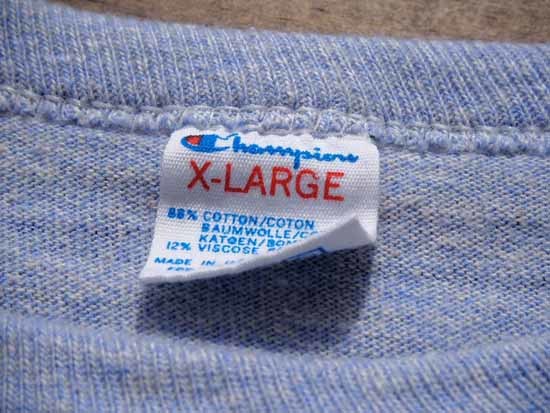 Champion
X-LARGE
88% COTTON/COTON
BAUMWOLLE/
KATOEN/
12% VISCOSE
MADE IN